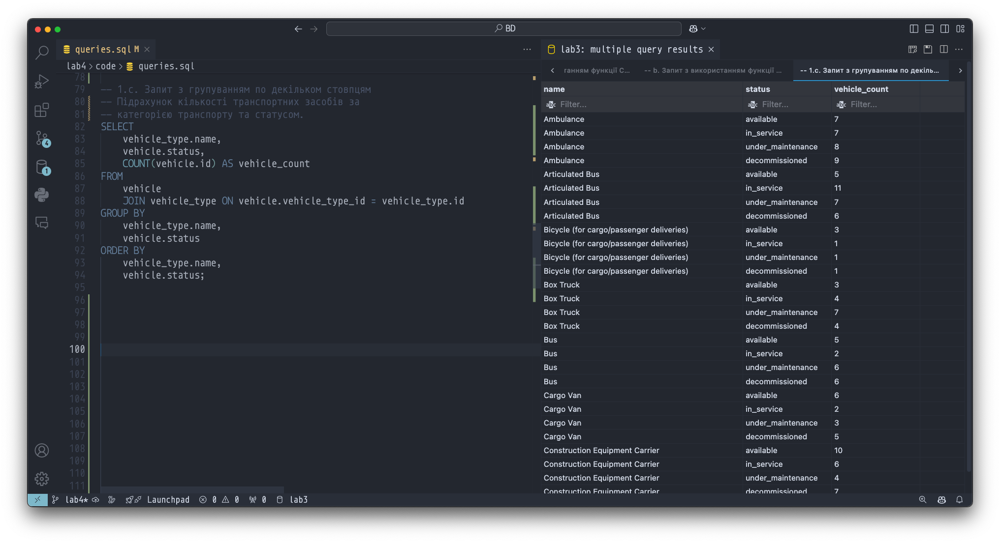 BD
queries.sql M
lab3: multiple query results
lab4 > code > queries.sql
78
79 -- 1.c. Запит з групуванням по декільком стовпцям
80 -- Підрахунок кількості транспортних засобів за
81 -- категорією транспорту та статусом.
82 SELECT
83 vehicle_type.name,
84 vehicle.status,
85 COUNT(vehicle.id) AS vehicle_count
86 FROM
87 vehicle
88 JOIN vehicle_type ON vehicle.vehicle_type_id = vehicle_type.id
89 GROUP BY
90 vehicle_type.name,
91 vehicle.status
92 ORDER BY
93 vehicle_type.name,
94 vehicle.status;
95
96
97
98
99
100
101
102
103
104
105
106
107
108
109
110
111
4
1
ганням функції С... -- b. Запит з використанням функції ... -- 1.c. Запит з групуванням по декіль...
name status vehicle_count
abc Filter... abc Filter... abc Filter...
Ambulance available 7
Ambulance in_service 7
Ambulance under_maintenance 8
Ambulance decommissioned 9
Articulated Bus available 5
Articulated Bus in_service 11
Articulated Bus under_maintenance 7
Articulated Bus decommissioned 6
Bicycle (for cargo/passenger deliveries) available 3
Bicycle (for cargo/passenger deliveries) in_service 1
Bicycle (for cargo/passenger deliveries) under_maintenance 1
Bicycle (for cargo/passenger deliveries) decommissioned 1
Box Truck available 3
Box Truck in_service 4
Box Truck under_maintenance 7
Box Truck decommissioned 4
Bus available 5
Bus in_service 2
Bus under_maintenance 6
Bus decommissioned 6
Cargo Van available 6
Cargo Van in_service 2
Cargo Van under_maintenance 3
Cargo Van decommissioned 5
Construction Equipment Carrier available 10
Construction Equipment Carrier in_service 6
Construction Equipment Carrier under_maintenance 4
Construction Equipment Carrier decommissioned 7
lab4* Launchpad 0 0 0 lab3